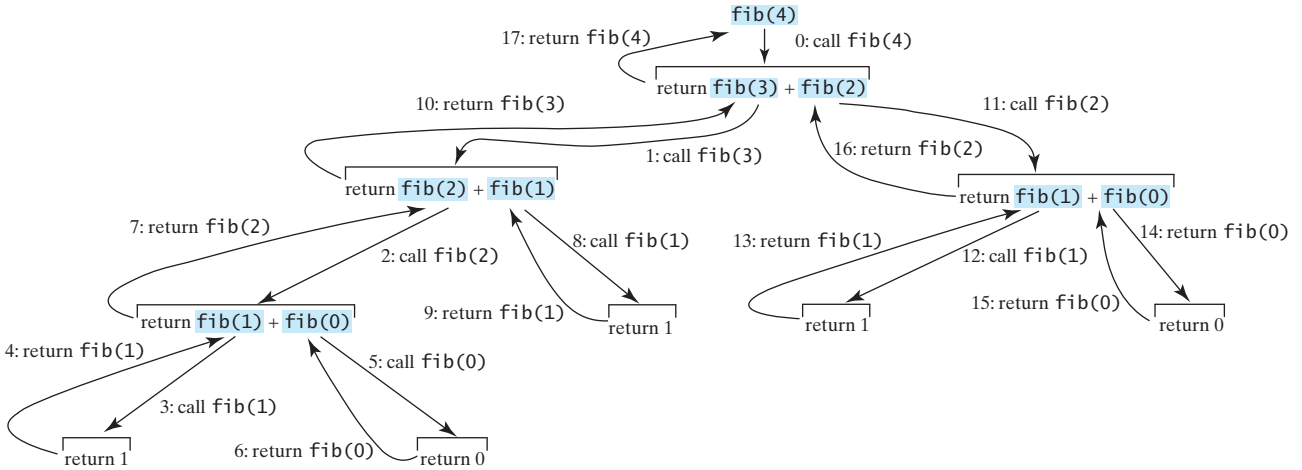 fib(4)
17: return fib(4)
0: call fib(4)
return fib(3) + fib(2)
10: return fib(3)
11: call fib(2)
1: call fib(3)
16: return fib(2)
return fib(2) + fib(1)
return fib(1) + fib(0)
7: return fib(2)
8: call fib(1)
13: return fib(1)
14: return fib(0)
2: call fib(2)
12: call fib(1)
9: return fib(1)
15: return fib(0)
return fib(1) + fib(0)
return 1
return 1
return 0
4: return fib(1)
5: call fib(0)
3: call fib(1)
6: return fib(0)
return 1
return 0